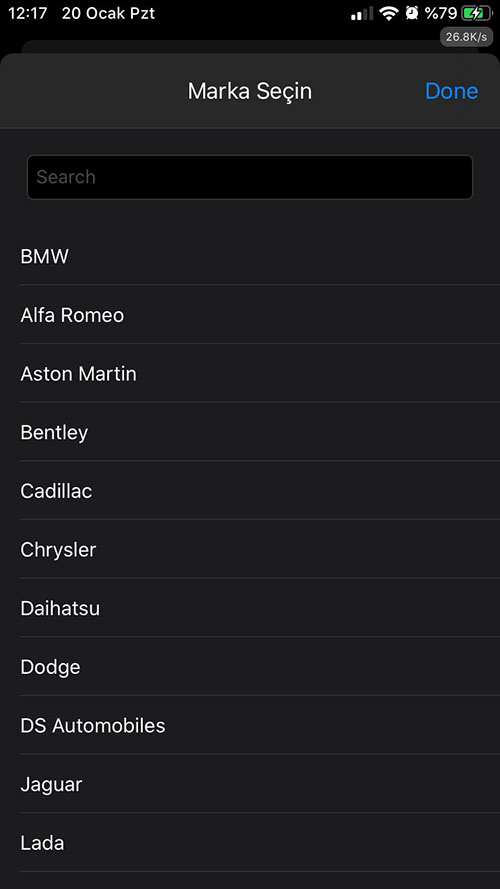 12:17 20 Ocak Pzt %79
26.8K/s
Marka Seçin Done
Search
BMW
Alfa Romeo
Aston Martin
Bentley
Cadillac
Chrysler
Daihatsu
Dodge
DS Automobiles
Jaguar
Lada